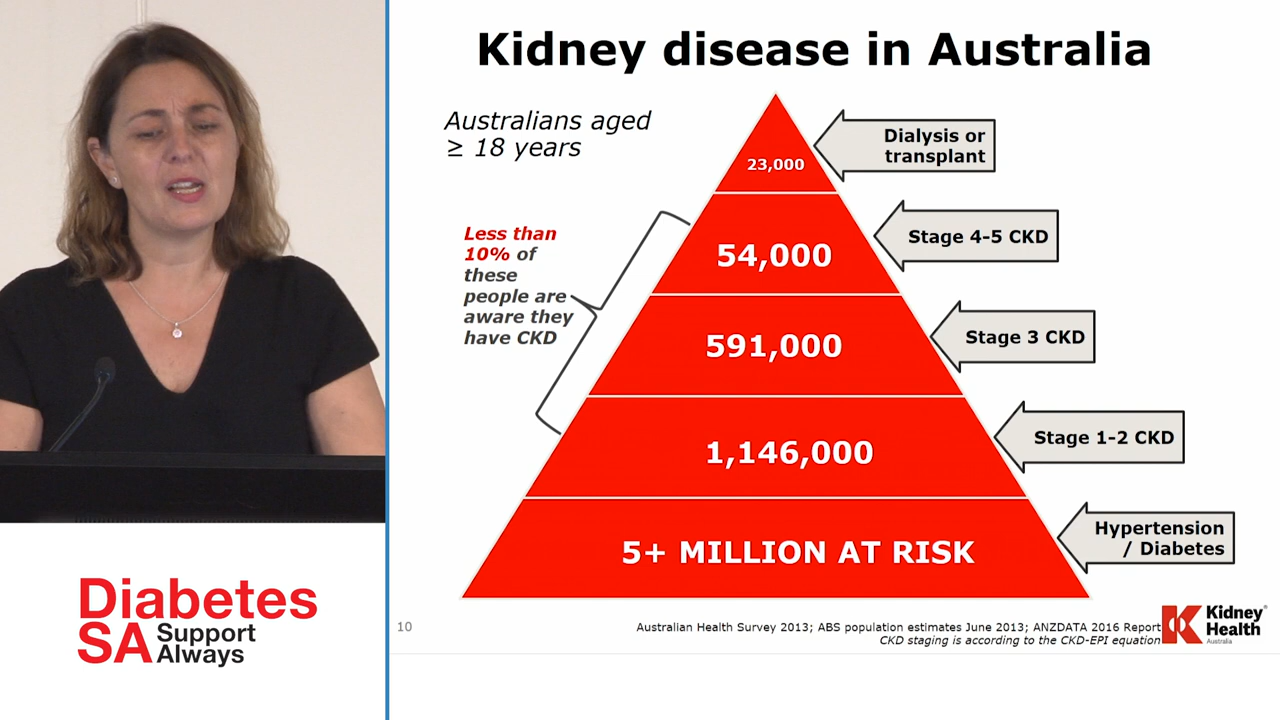 Kidney disease in Australia
Australians aged
≥ 18 years
Dialysis or
transplant
23,000
Less than
10% of
these
people are
aware they
have CKD
54,000
Stage 4-5 CKD
591,000
Stage 3 CKD
1,146,000
Stage 1-2 CKD
5+ MILLION AT RISK
Hypertension
/ Diabetes
Diabetes
SA Support
Always
10
Australian Health Survey 2013; ABS population estimates June 2013; ANZDATA 2016 Report
CKD staging is according to the CKD-EPI equation
Kidney
Health
Australia